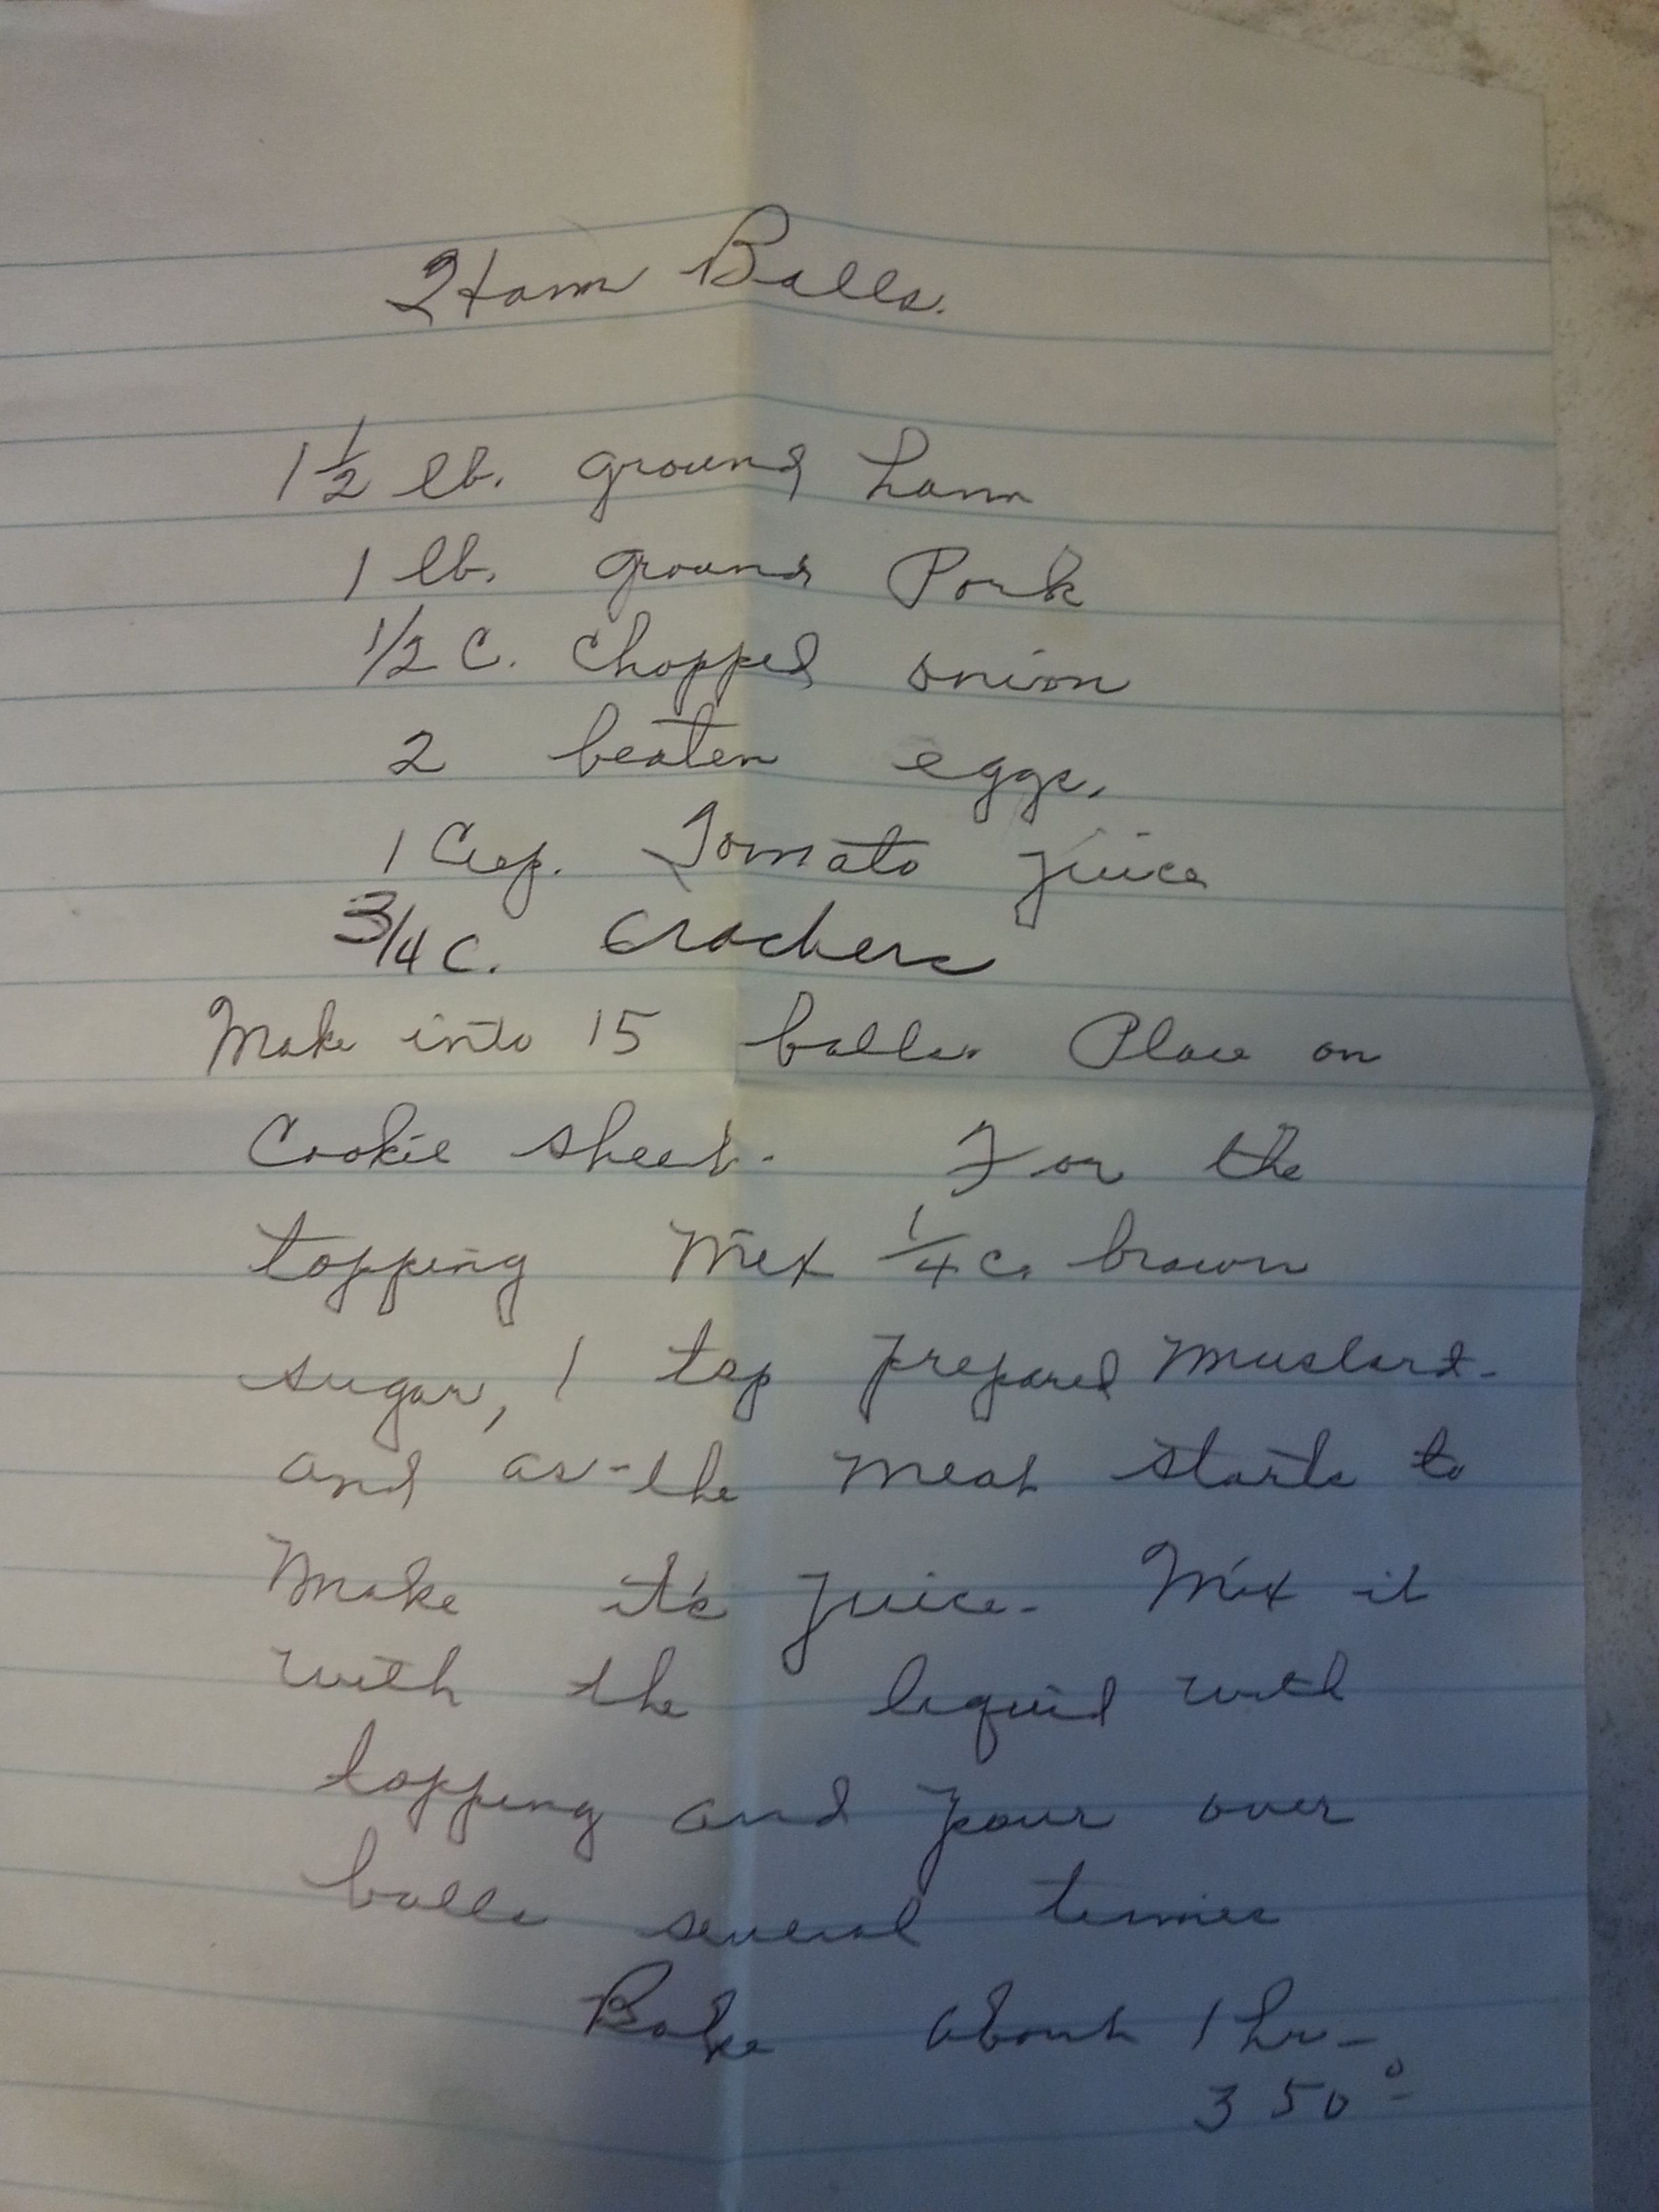 Ham Balls.
1 1/2 lb. ground ham
1 lb. ground Pork
1/2 C. Chopped onion
2 beaten eggs.
1 Cup. Tomato juice
3/4 C. Crackers
Make into 15 balls. Place on
Cookie sheet. For the
topping Mix 1/4 c. brown
sugar, 1 tsp prepared Mustard-
and as the Meat starts to
Make it's juice- Mix it
with the liquid with
topping and pour over
balls several times
Bake about 1 hr-
350°-